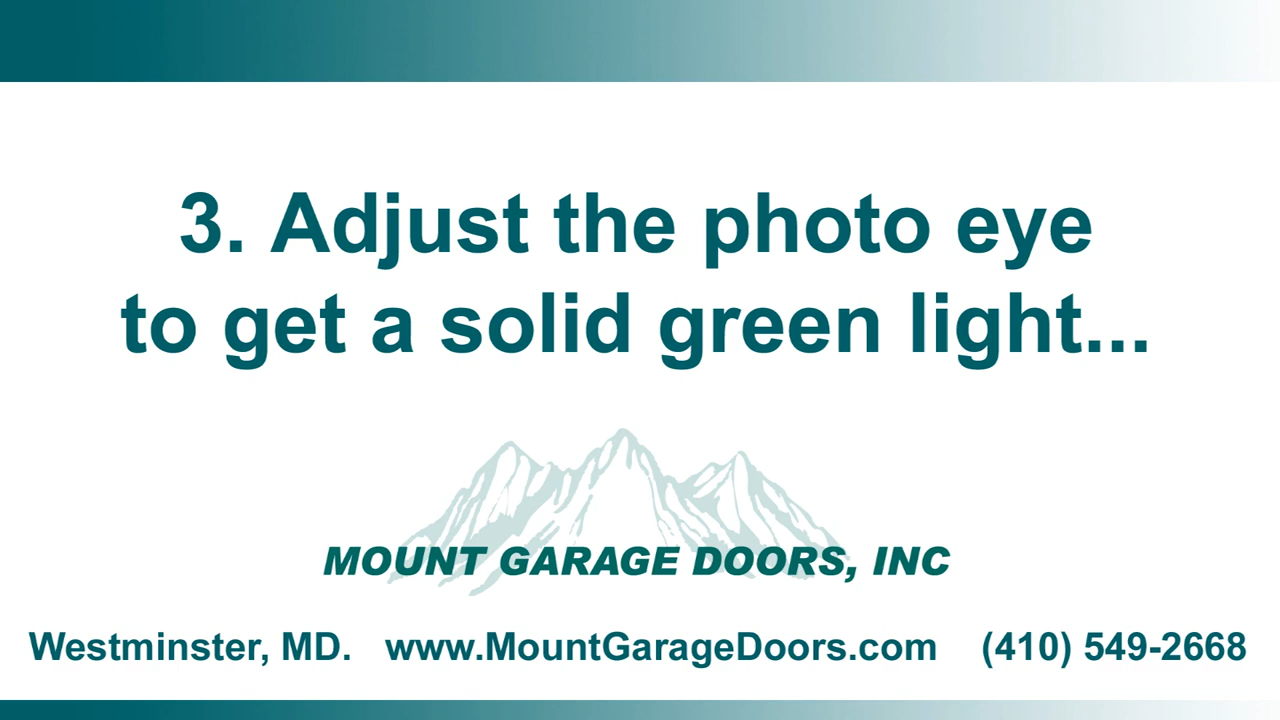 3. Adjust the photo eye
to get a solid green light...
MOUNT GARAGE DOORS, INC
Westminster, MD. www.MountGarageDoors.com (410) 549-2668